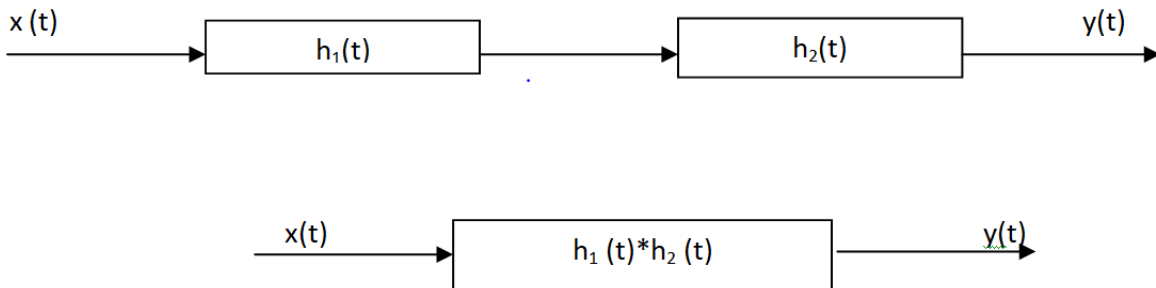 x (t)
h₁(t)
h₂(t)
y(t)
x(t)
h₁ (t)*h₂ (t)
y(t)